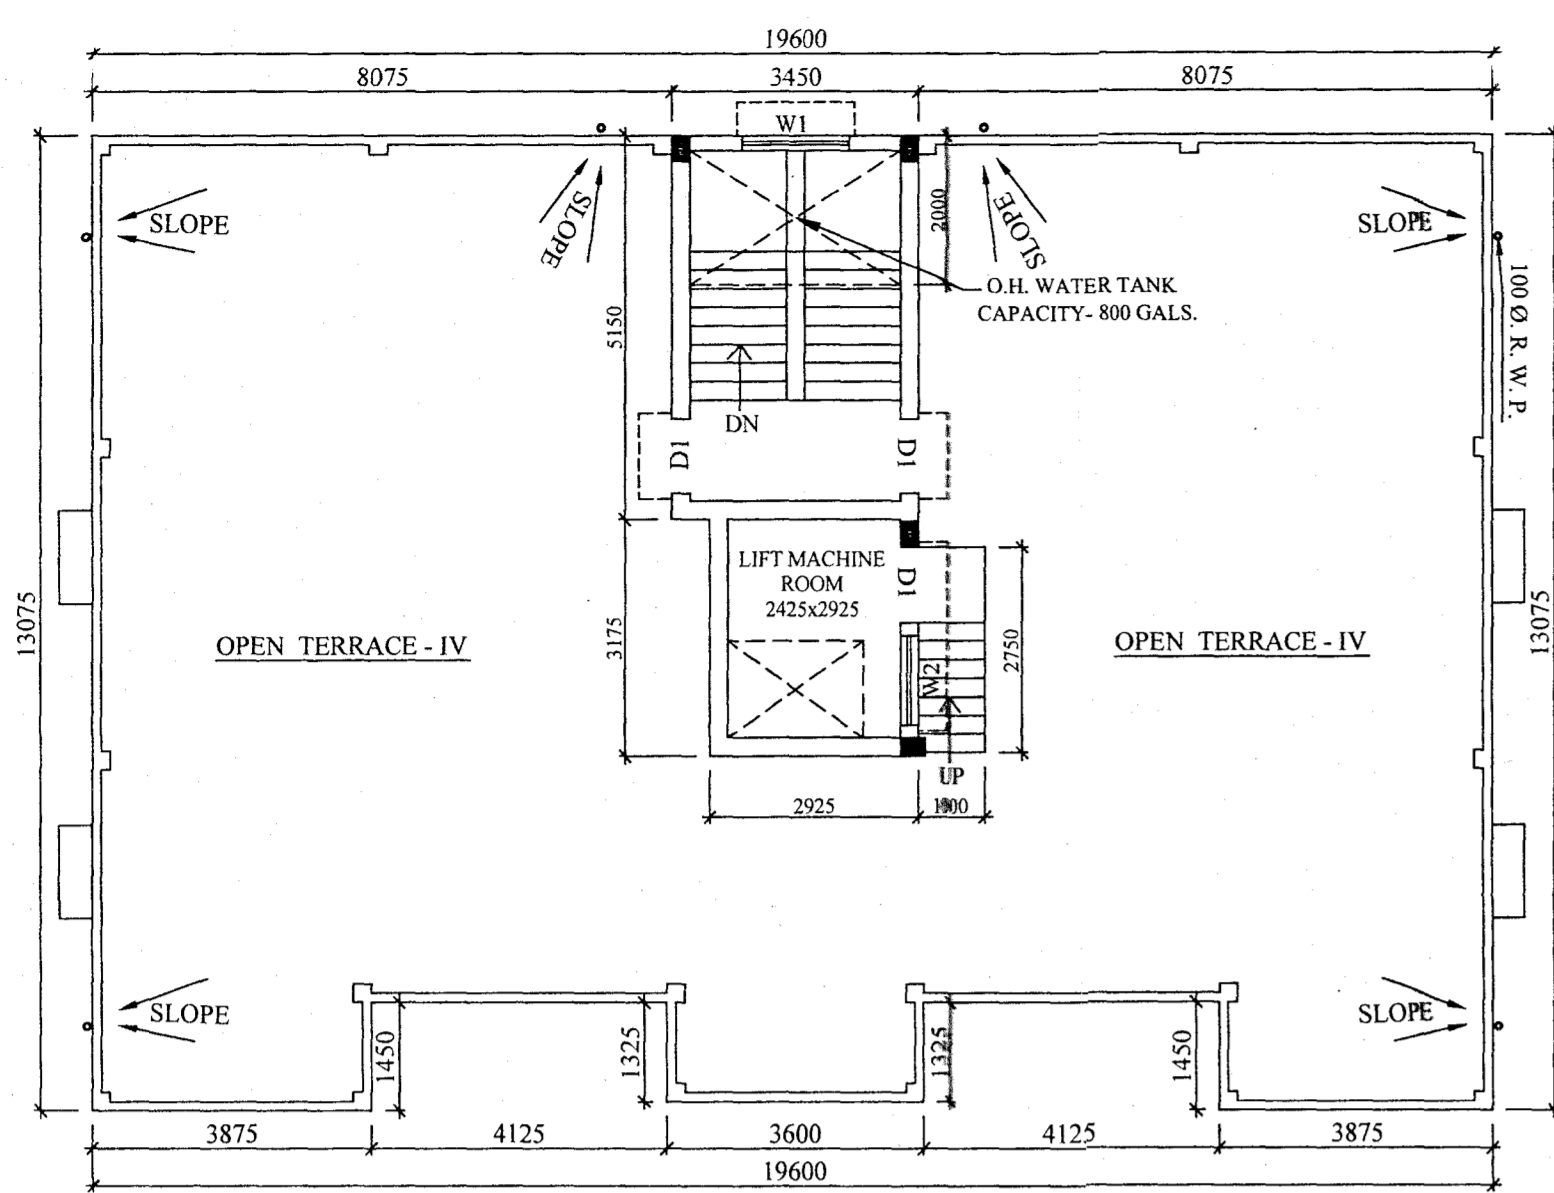 19600
8075
3450
8075
W1
SLOPE
SLOPE
2000
SLOPE
SLOPE
O.H. WATER TANK
CAPACITY- 800 GALS.
100 Ø. R. W. P.
5150
DN
D1
D1
LIFT MACHINE
ROOM
2425x2925
D1
13075
OPEN TERRACE - IV
3175
W2
2750
OPEN TERRACE - IV
13075
UP
2925
SLOPE
SLOPE
1450
1325
1325
1450
3875
4125
3600
4125
3875
19600